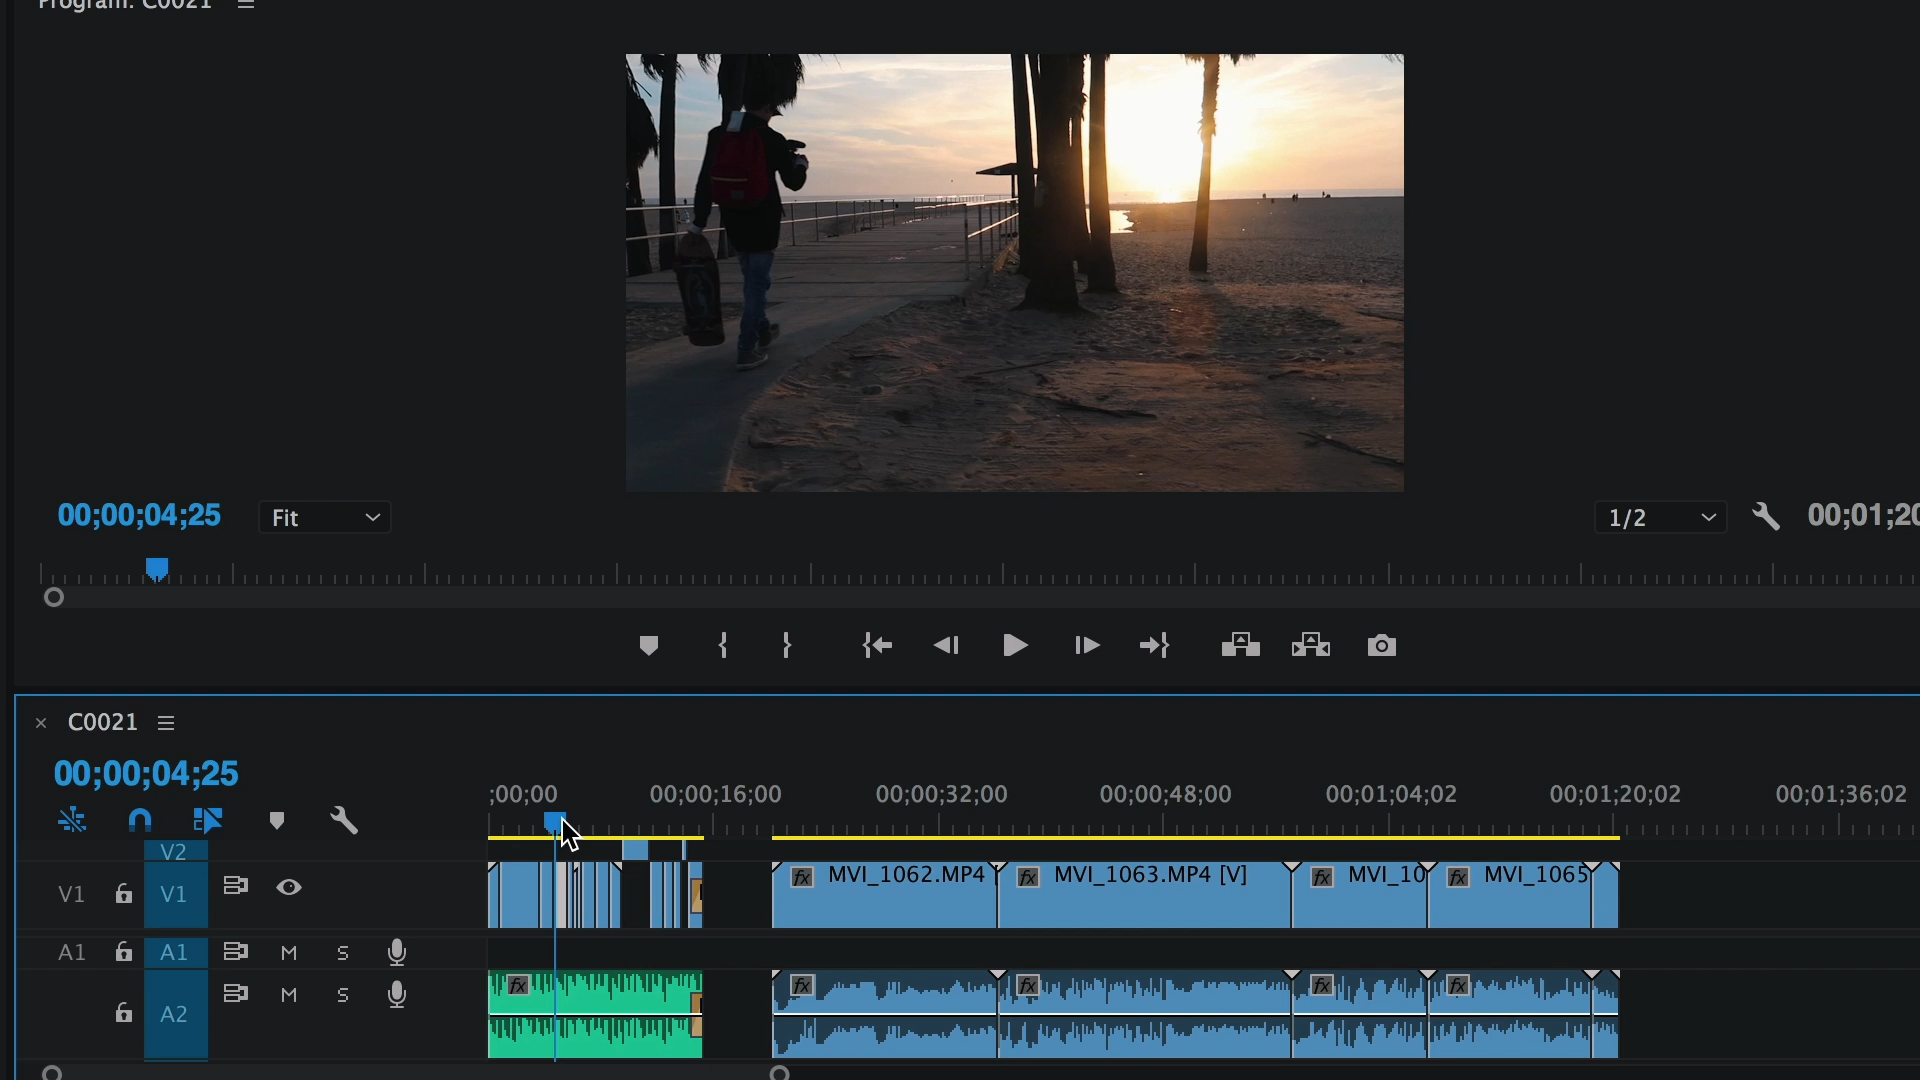 Program: C0021
00;00;04;25
Fit
1/2
00;01;20
C0021
00;00;04;25
;00;00 00;00;16;00 00;00;32;00 00;00;48;00 00;01;04;02 00;01;20;02 00;01;36;02
V2
V1 V1
fx MVI_1062.MP4 [ fx MVI_1063.MP4 [V] fx MVI_10 fx MVI_1065
A1 A1 M S
A2 M S
fx fx fx fx fx